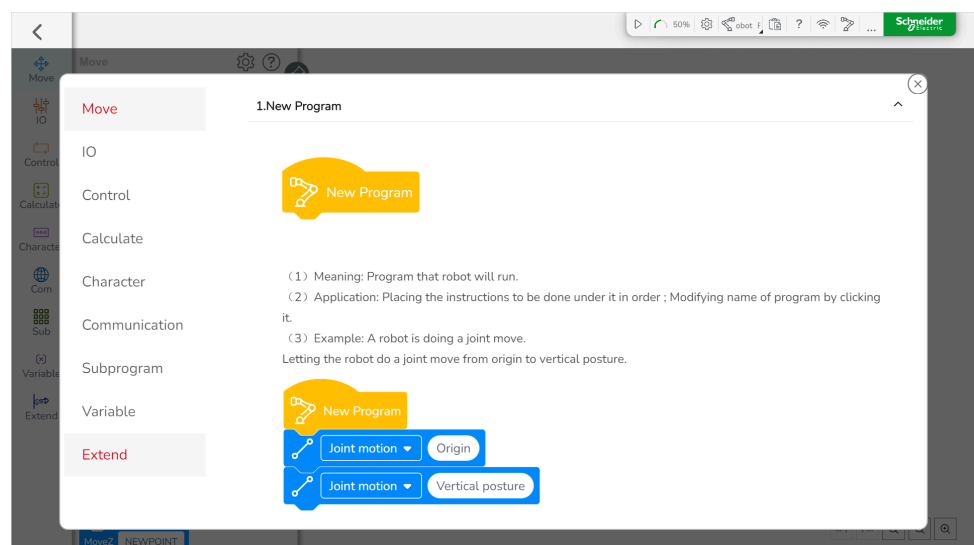 50%
obot F
?
...
Schneider
Electric
Move
Move
IO
Control
Calculat
Characte
Com
Sub
Variable
Extend
Move
IO
Control
Calculate
Character
Communication
Subprogram
Variable
Extend
1.New Program
New Program
（1）Meaning: Program that robot will run.
（2）Application: Placing the instructions to be done under it in order ; Modifying name of program by clicking
it.
（3）Example: A robot is doing a joint move.
Letting the robot do a joint move from origin to vertical posture.
New Program
Joint motion Origin
Joint motion Vertical posture
MoveZ NEWPOINT